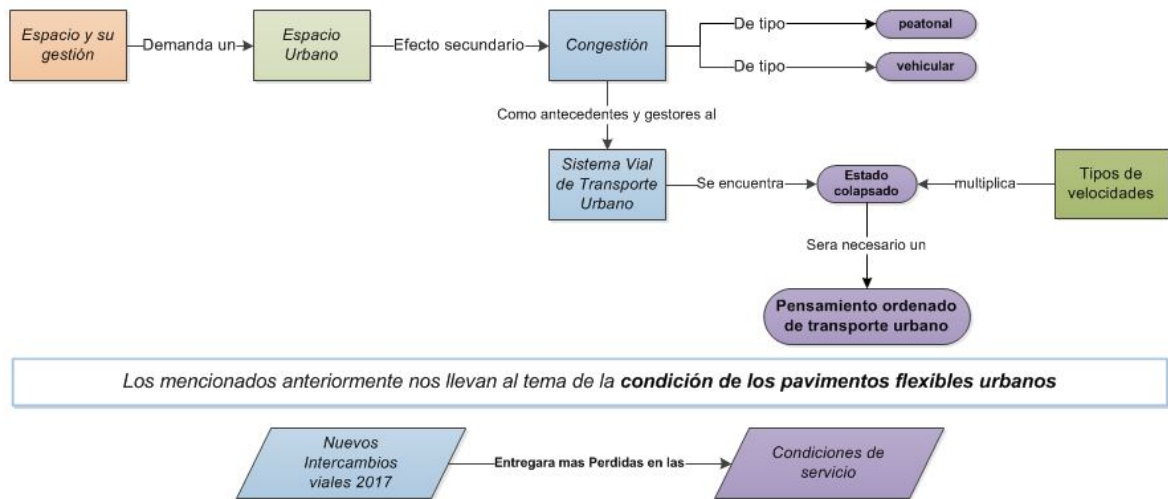 Espacio y su
gestión
Demanda un
Espacio
Urbano
Efecto secundario
Congestión
De tipo
peatonal
De tipo
vehicular
Como antecedentes y gestores al
Sistema Vial
de Transporte
Urbano
Se encuentra
Estado
colapsado
multiplica
Tipos de
velocidades
Sera necesario un
Pensamiento ordenado
de transporte urbano
Los mencionados anteriormente nos llevan al tema de la condición de los pavimentos flexibles urbanos
Nuevos
Intercambios
viales 2017
Entregara mas Perdidas en las
Condiciones de
servicio